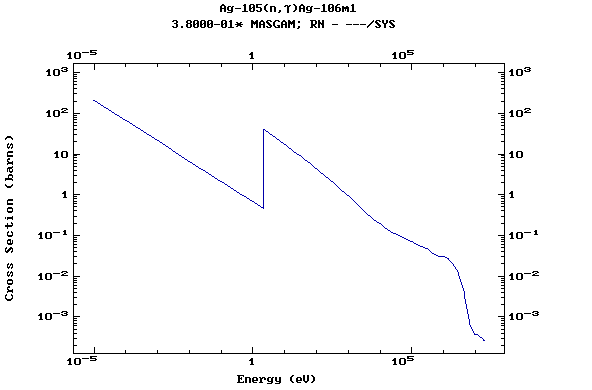 Ag-105(n,γ)Ag-106m1
3.8000-01* MASGAM; RN - ---/SYS
10⁻⁵ 1 10⁵
10³ 10³
10² 10²
10 10
1 1
10⁻¹ 10⁻¹
10⁻² 10⁻²
10⁻³ 10⁻³
Cross Section (barns)
10⁻⁵ 1 10⁵
Energy (eV)